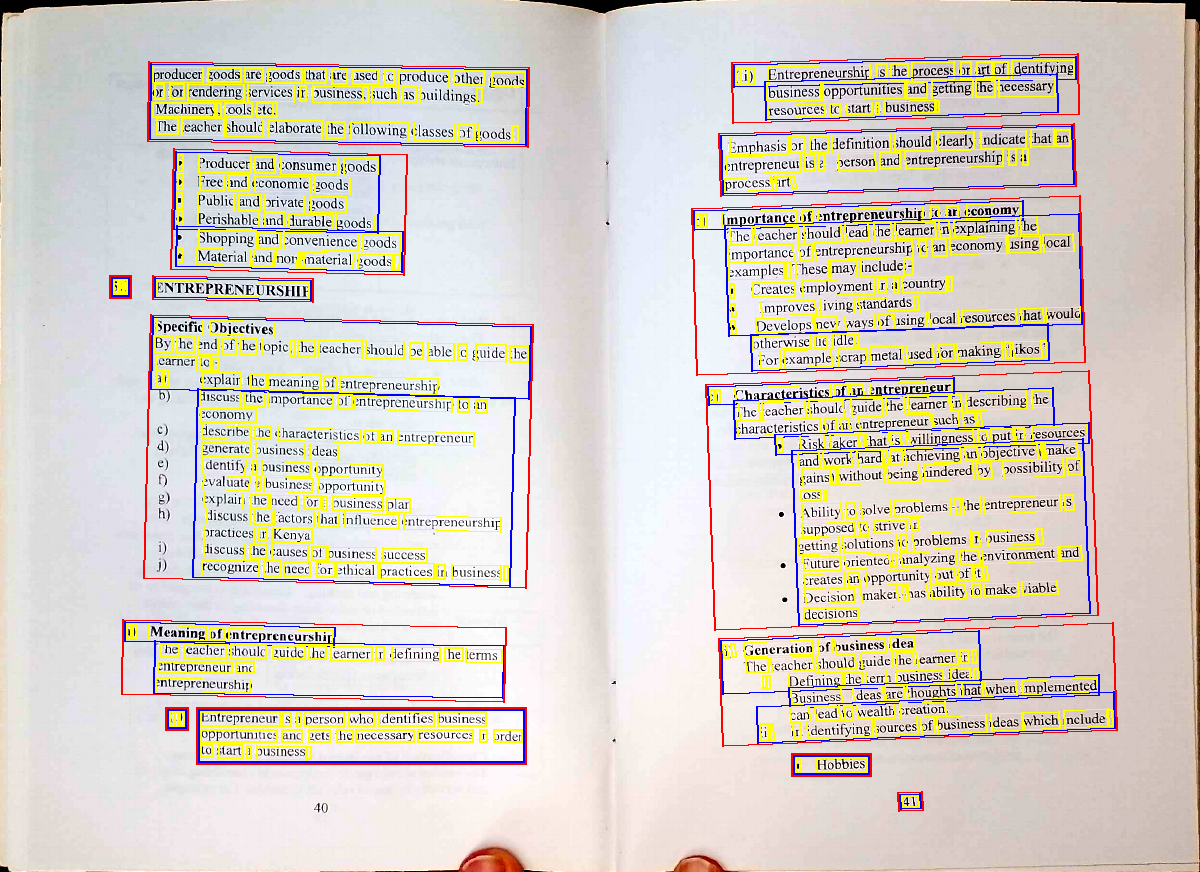 producer goods are goods that are used to produce other goods
or for rendering services in business, such as buildings,
Machinery, tools etc.
The teacher should elaborate the following classes of goods
• Producer and consumer goods
• Free and economic goods
• Public and private goods
• Perishable and durable goods
• Shopping and convenience goods
• Material and non-material goods
ENTREPRENEURSHIP
Specific Objectives
By the end of the topic, the teacher should be able to guide the
learner to:-
a) explain the meaning of entrepreneurship
b) discuss the importance of entrepreneurship to an
economy
c) describe the characteristics of an entrepreneur
d) generate business ideas
e) identify a business opportunity
f) evaluate a business opportunity
g) explain the need for a business plan
h) discuss the factors that influence entrepreneurship
practices in Kenya
i) discuss the causes of business success
j) recognize the need for ethical practices in business
Meaning of entrepreneurship
The teacher should guide the learner in defining the terms
entrepreneur and
entrepreneurship
Entrepreneur is a person who identifies business
opportunities and gets the necessary resources in order
to start a business
40
ii) Entrepreneurship is the process or art of identifying
business opportunities and getting the necessary
resources to start a business
Emphasis on the definition should clearly indicate that an
entrepreneur is a person and entrepreneurship is a
process/art
Importance of entrepreneurship to an economy
The teacher should lead the learner in explaining the
importance of entrepreneurship to an economy using local
examples. These may include:-
• Creates employment in a country
• Improves living standards
• Develops new ways of using local resources that would
otherwise lie idle.
For example scrap metal used for making 'jikos'
Characteristics of an entrepreneur
The teacher should guide the learner in describing the
characteristics of an entrepreneur such as
• Risk taker that is willingness to put in resources
and work hard at achieving an objective (make
gains) without being hindered by possibility of
loss
• Ability to solve problems - the entrepreneur is
supposed to strive in
getting solutions to problems in business
• Future oriented- analyzing the environment and
creates an opportunity out of it
• Decision maker, has ability to make viable
decisions
Generation of business idea
The teacher should guide the learner in
Defining the term business idea.
Business ideas are thoughts that when implemented
can lead to wealth creation.
in identifying sources of business ideas which include
• Hobbies
41